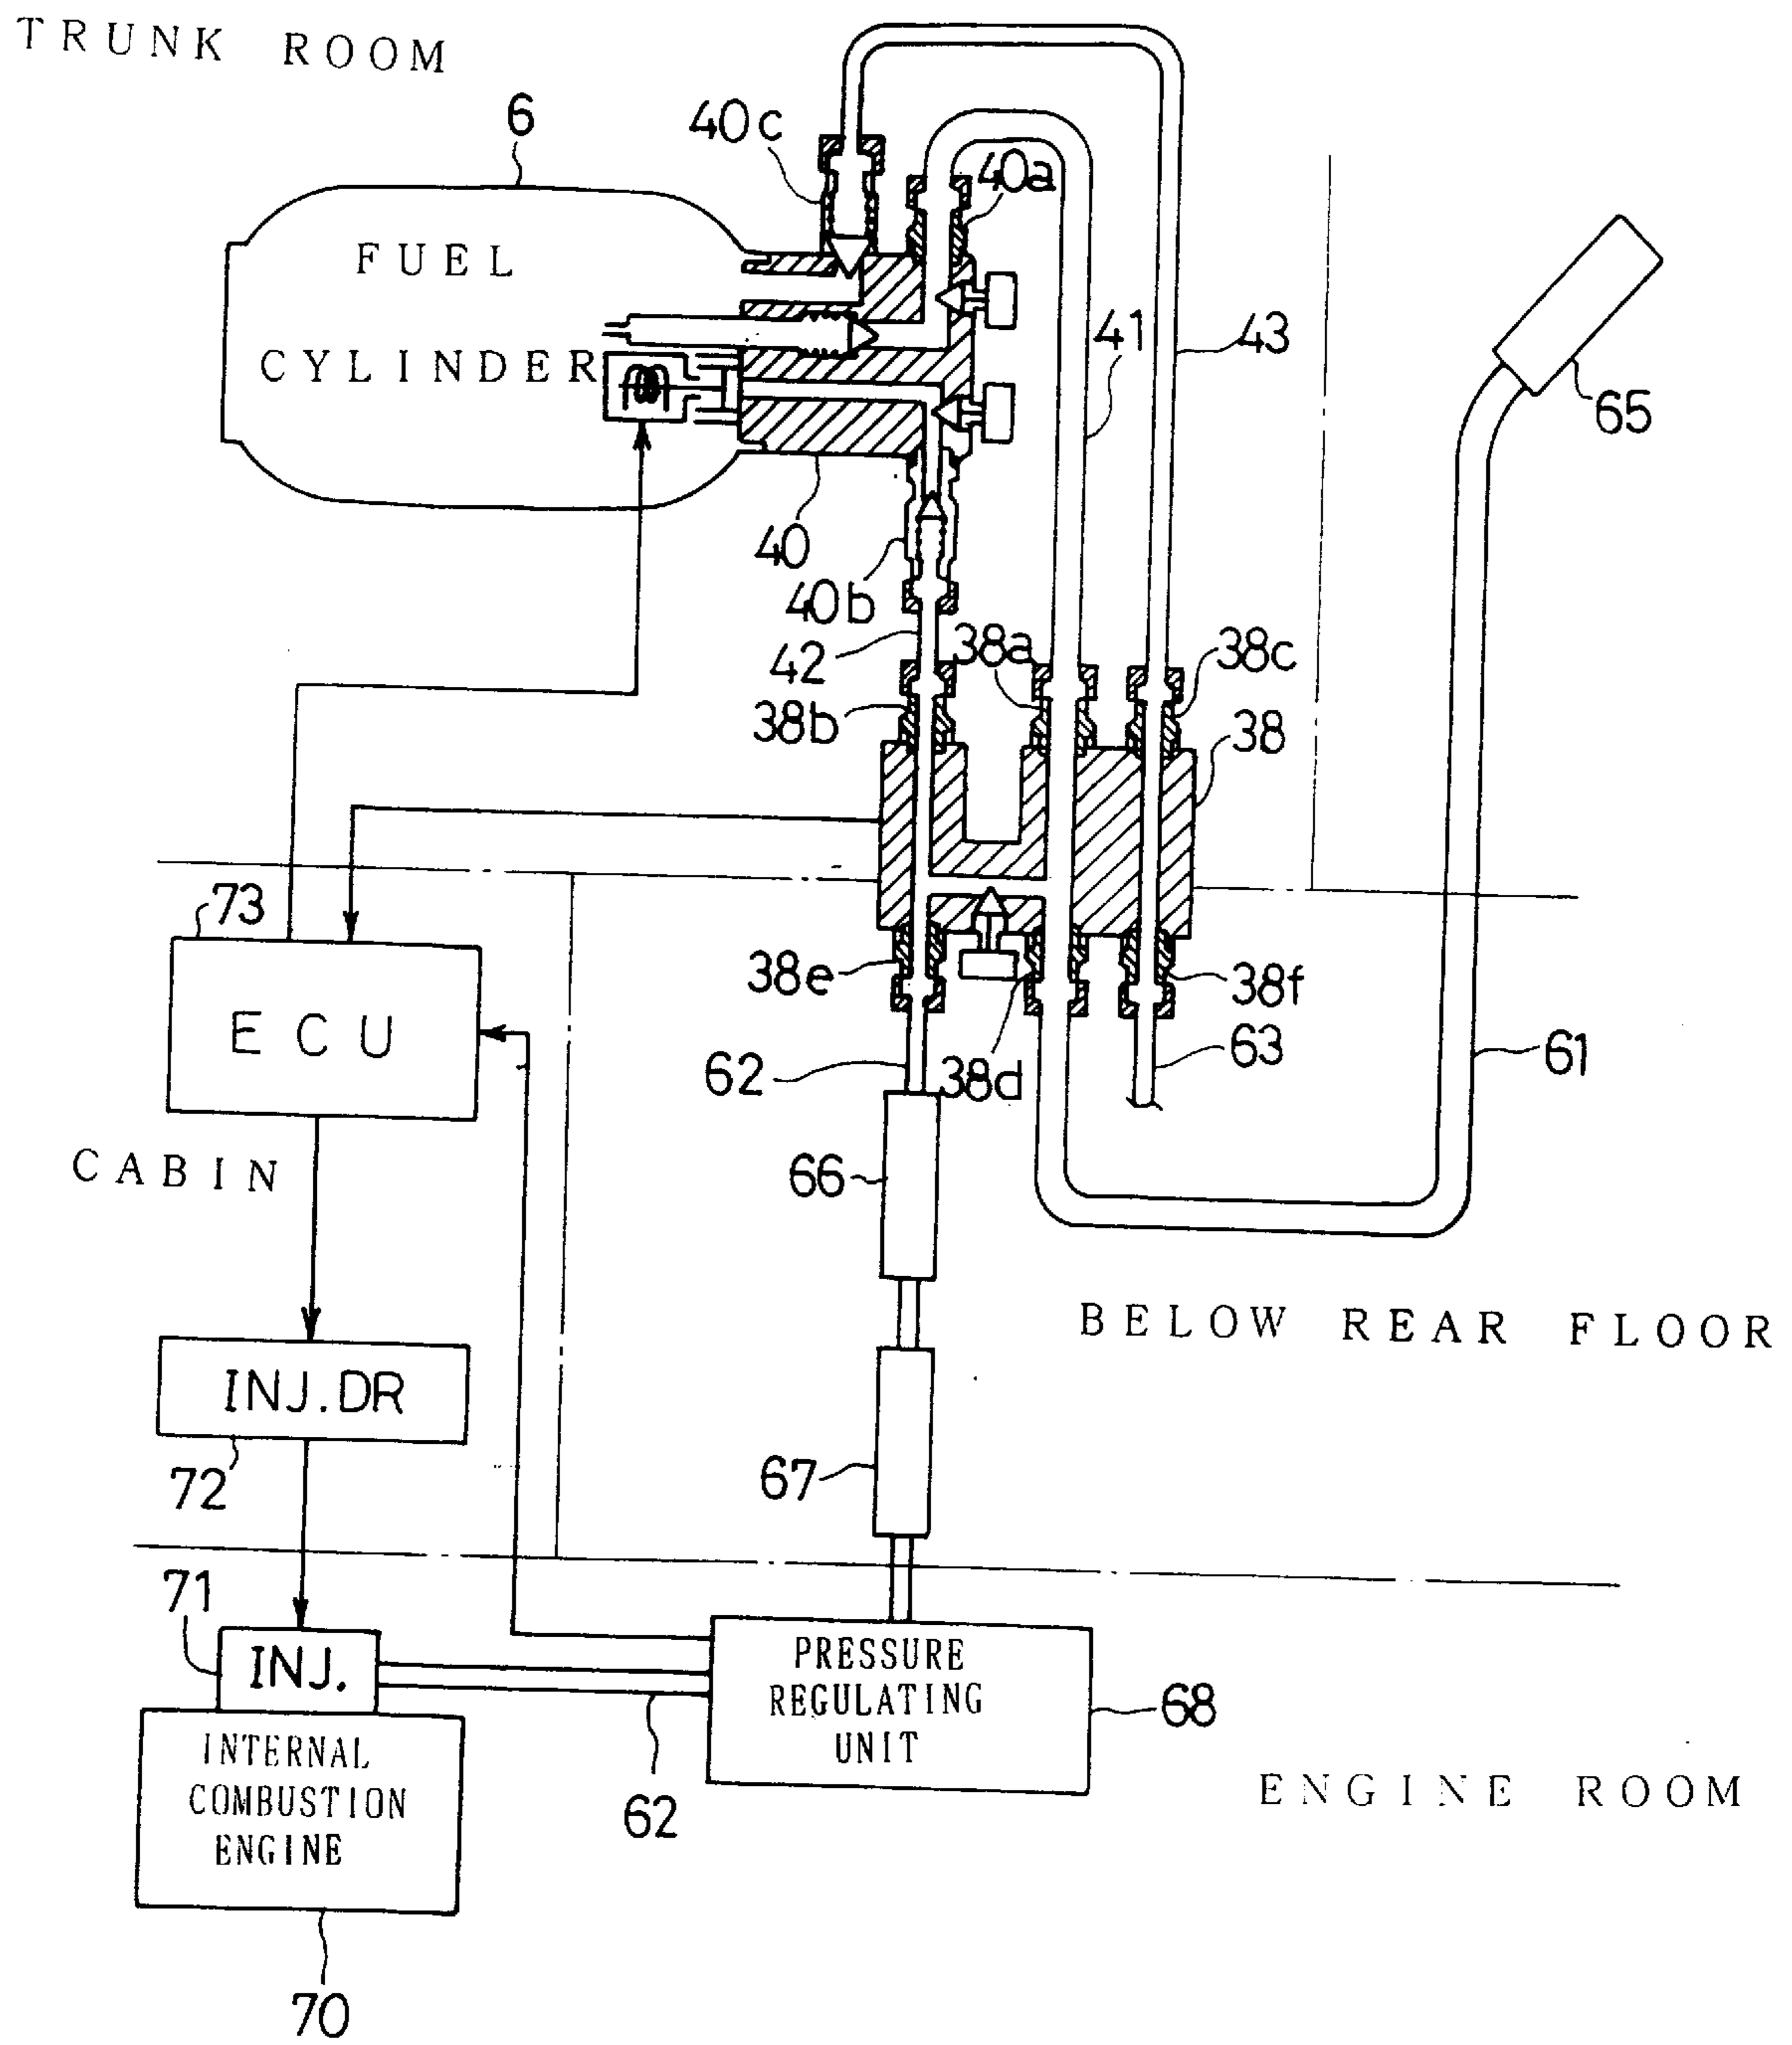 TRUNK ROOM
6
40c
40a
FUEL
CYLINDER
41
43
65
40
40b
42
38a
38c
38b
38
73
38e
38f
ECU
62
38d
63
61
CABIN
66
BELOW REAR FLOOR
INJ.DR
67
72
71
INJ.
PRESSURE
REGULATING
UNIT
68
INTERNAL
COMBUSTION
ENGINE
62
ENGINE ROOM
70